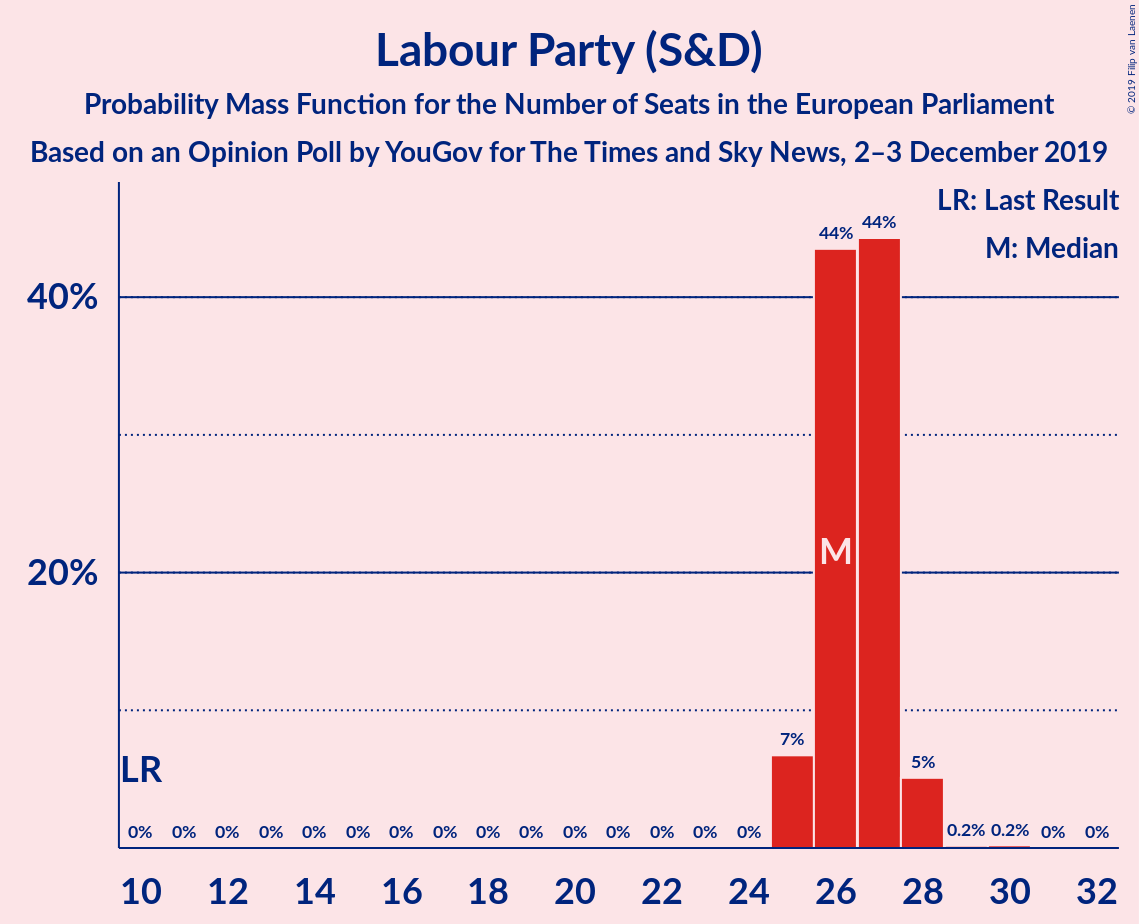 © 2019 Filip van Laenen
Labour Party (S&D)
Probability Mass Function for the Number of Seats in the European Parliament
Based on an Opinion Poll by YouGov for The Times and Sky News, 2–3 December 2019
LR: Last Result
M: Median
44% 44%
40%
M
20%
7% 5%
LR
0% 0% 0% 0% 0% 0% 0% 0% 0% 0% 0% 0% 0% 0% 0% 0.2% 0.2% 0% 0%
10 12 14 16 18 20 22 24 26 28 30 32